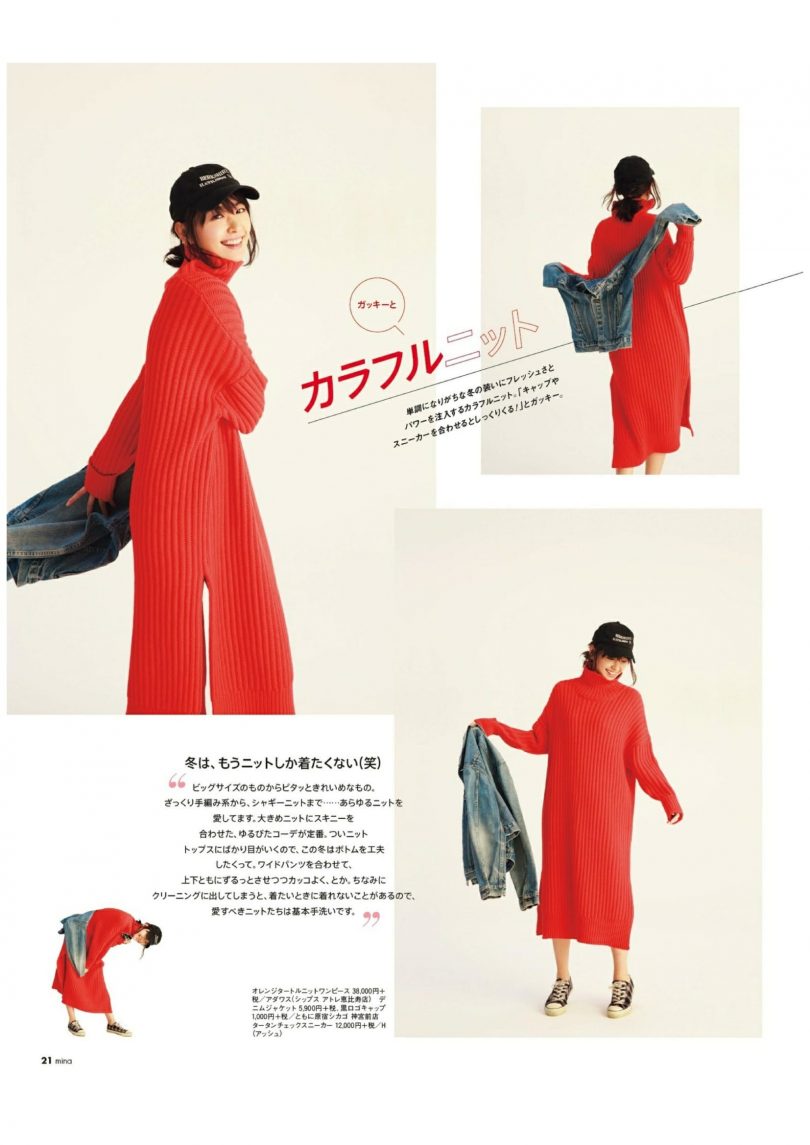 ガッキーと
カラフルニット
単調になりがちな冬の装いにフレッシュさと
パワーを注入するカラフルニット。「キャップや
スニーカーを合わせるとしっくりくる！」とガッキー。
冬は、もうニットしか着たくない（笑）
“ ビッグサイズのものからピタッときれいめなもの。
ざっくり手編み系から、シャギーニットまで……あらゆるニットを
愛してます。大きめニットにスキニーを
合わせた、ゆるぴたコーデが定番。ついニット
トップスにばかり目がいくので、この冬はボトムを工夫
したくって。ワイドパンツを合わせて、
上下ともにずるっとさせつつカッコよく、とか。ちなみに
クリーニングに出してしまうと、着たいときに着れないことがあるので、
愛すべきニットたちは基本手洗いです。 ”
オレンジタートルニットワンピース 38,000円＋
税／アダワス（シップス アトレ恵比寿店）　デ
ニムジャケット 5,900円＋税、黒ロゴキャップ
1,000円＋税／ともに原宿シカゴ 神宮前店
タータンチェックスニーカー 12,000円＋税／H
（アッシュ）
21 mina